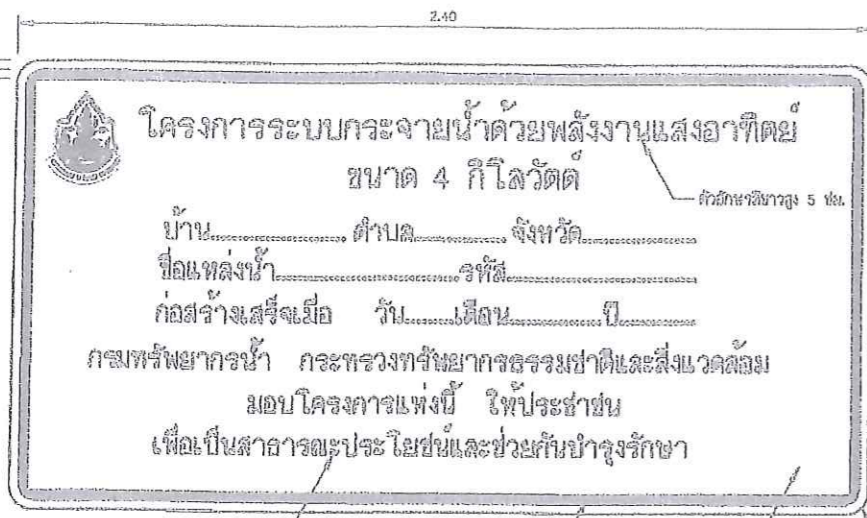 2.40
โครงการระบบกระจายน้ำด้วยพลังงานแสงอาทิตย์
ขนาด 4 กิโลวัตต์
ตัวอักษรสีขาวสูง 5 ซม.
บ้าน.................... ตำบล.................... จังหวัด....................
ชื่อแหล่งน้ำ..............................รหัส..............................
ก่อสร้างเสร็จเมื่อ วัน........เดือน................ปี................
กรมทรัพยากรน้ำ กระทรวงทรัพยากรธรรมชาติและสิ่งแวดล้อม
มอบโครงการแห่งนี้ ให้ประชาชน
เพื่อเป็นสาธารณะประโยชน์และช่วยกันบำรุงรักษา